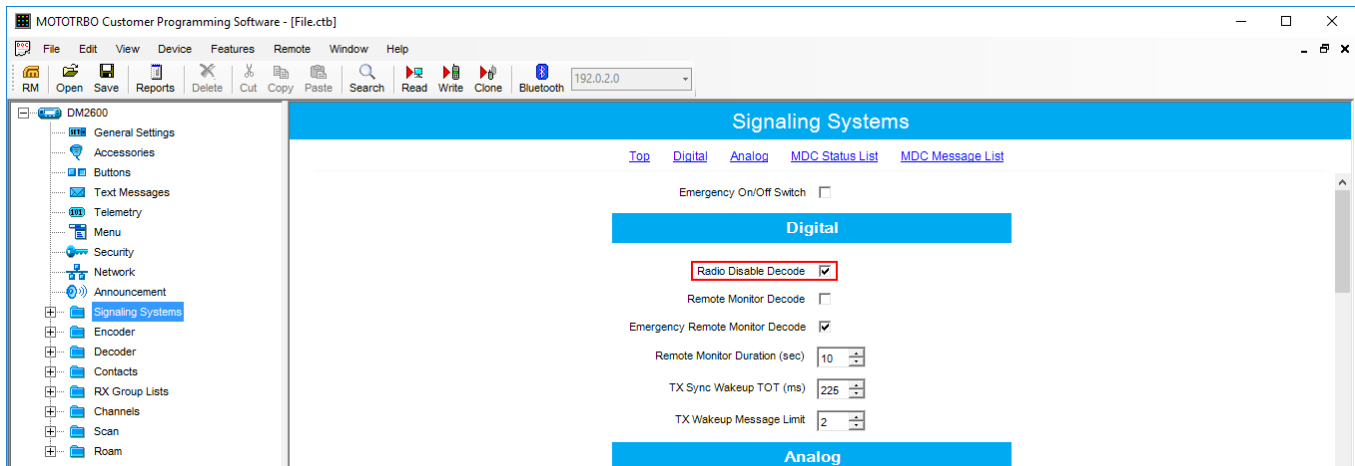 MOTOTRBO Customer Programming Software - [File.ctb]
File Edit View Device Features Remote Window Help
RM Open Save Reports Delete Cut Copy Paste Search Read Write Clone Bluetooth 192.0.2.0
DM2600
General Settings
Accessories
Buttons
Text Messages
Telemetry
Menu
Security
Network
Announcement
Signaling Systems
Encoder
Decoder
Contacts
RX Group Lists
Channels
Scan
Roam
Signaling Systems
Top Digital Analog MDC Status List MDC Message List
Emergency On/Off Switch
Digital
Radio Disable Decode
Remote Monitor Decode
Emergency Remote Monitor Decode
Remote Monitor Duration (sec) 10
TX Sync Wakeup TOT (ms) 225
TX Wakeup Message Limit 2
Analog